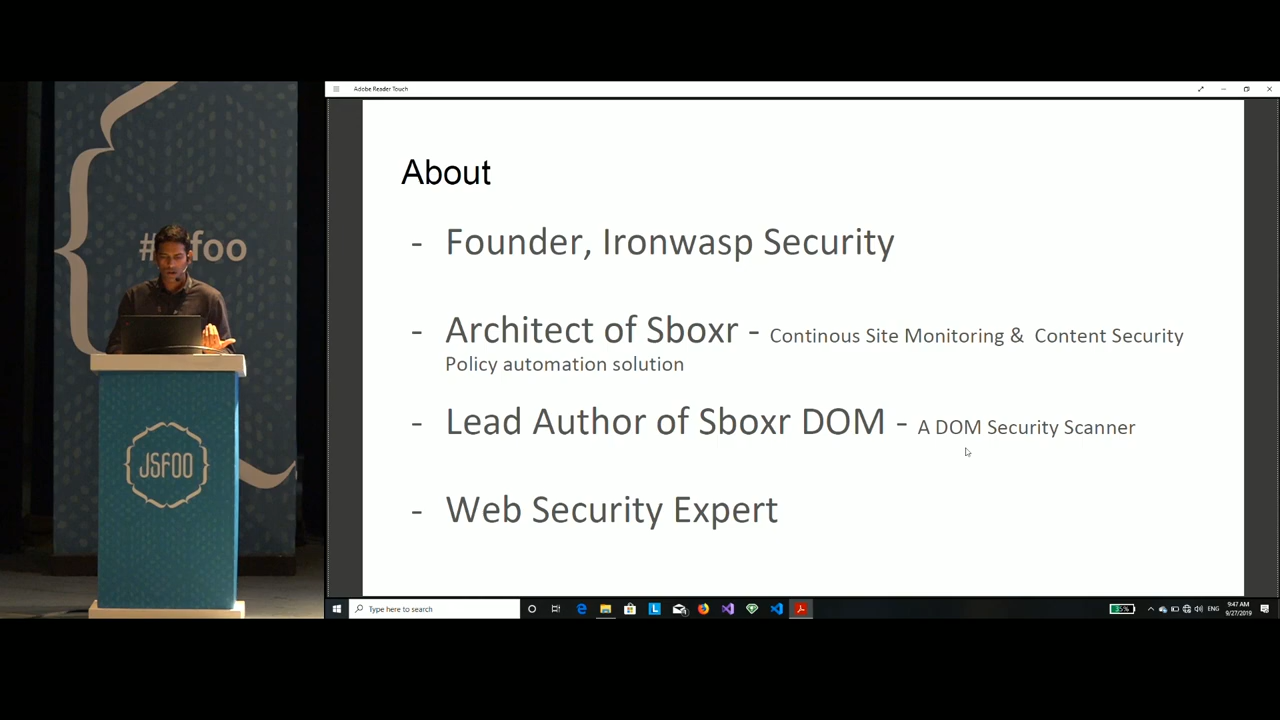 Adobe Reader Touch
About
- Founder, Ironwasp Security
- Architect of Sboxr - Continous Site Monitoring & Content Security
Policy automation solution
- Lead Author of Sboxr DOM - A DOM Security Scanner
- Web Security Expert
Type here to search
35%
ENG
9:47 AM
9/27/2019
#
foo
JSFOO